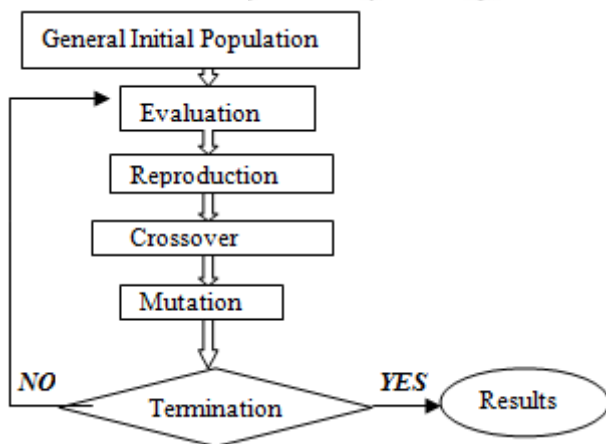 General Initial Population
Evaluation
Reproduction
Crossover
Mutation
NO
YES
Termination
Results